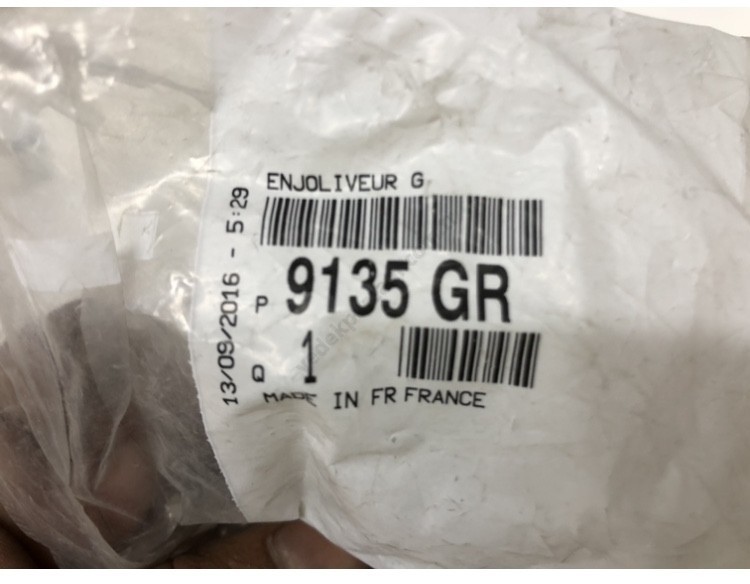 ENJOLIVEUR G
13/09/2016 - 5:29
P 9135 GR
Q 1
MADE IN FR FRANCE